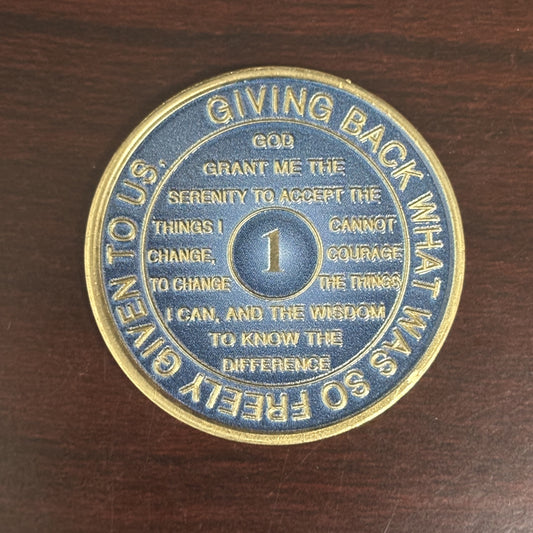 GIVING BACK WHAT WAS SO FREELY GIVEN TO US.
GOD
GRANT ME THE
SERENITY TO ACCEPT THE
THINGS I CANNOT
CHANGE, COURAGE
TO CHANGE THE THINGS
I CAN, AND THE WISDOM
TO KNOW THE
DIFFERENCE
1